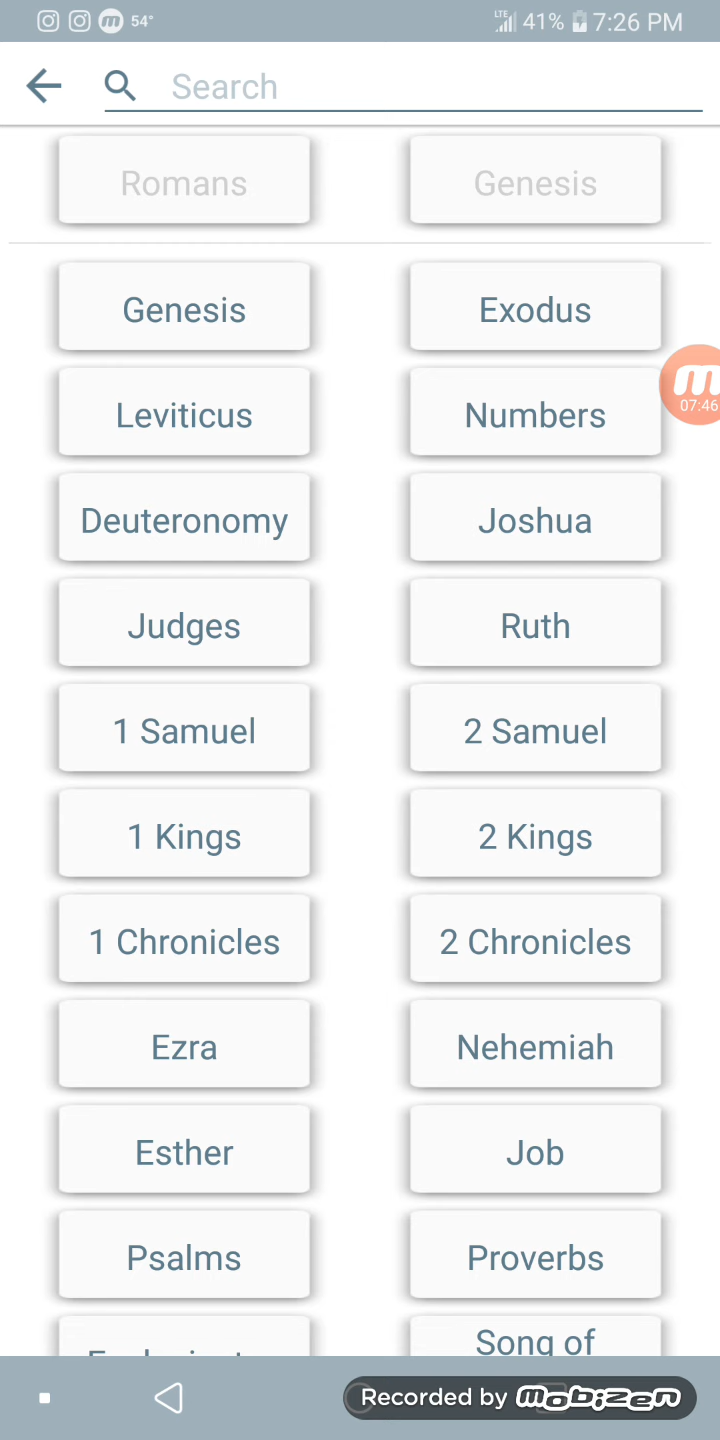 54°
LTE 41% 7:26 PM
Search
Romans Genesis
Genesis Exodus
Leviticus Numbers
07:46
Deuteronomy Joshua
Judges Ruth
1 Samuel 2 Samuel
1 Kings 2 Kings
1 Chronicles 2 Chronicles
Ezra Nehemiah
Esther Job
Psalms Proverbs
Song of
Recorded by mobizen